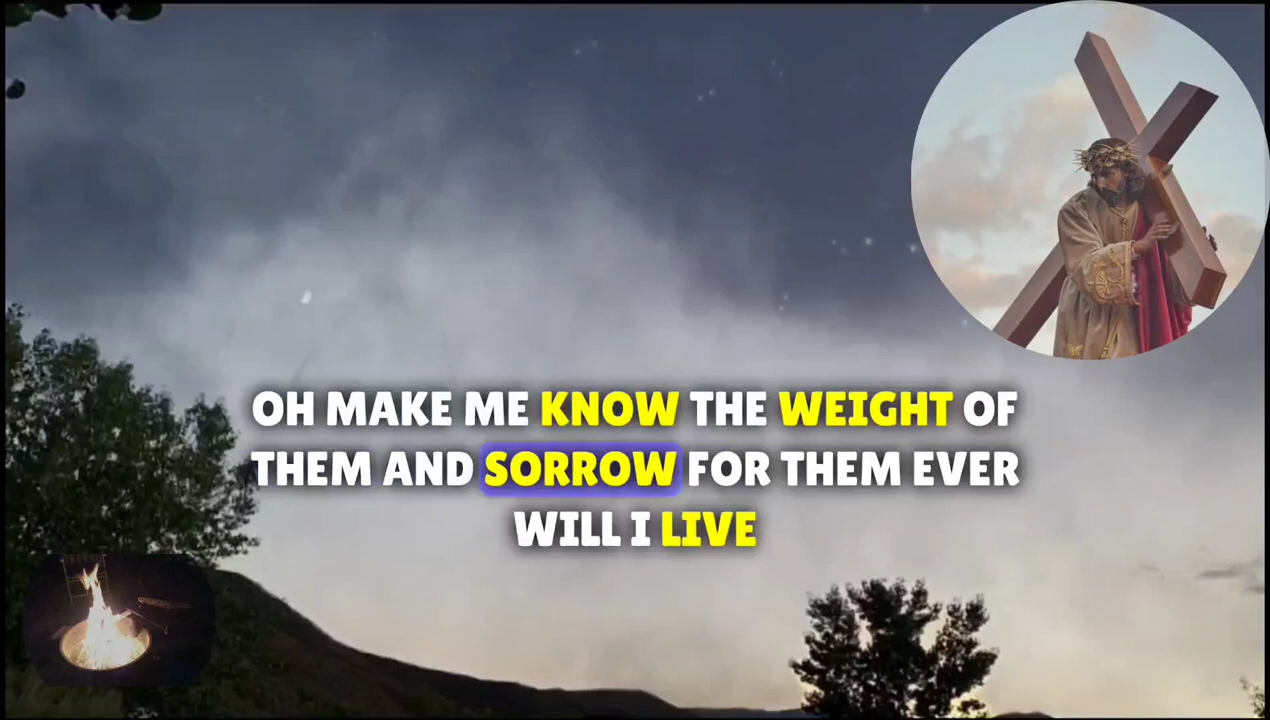 OH MAKE ME KNOW THE WEIGHT OF
THEM AND SORROW FOR THEM EVER
WILL I LIVE